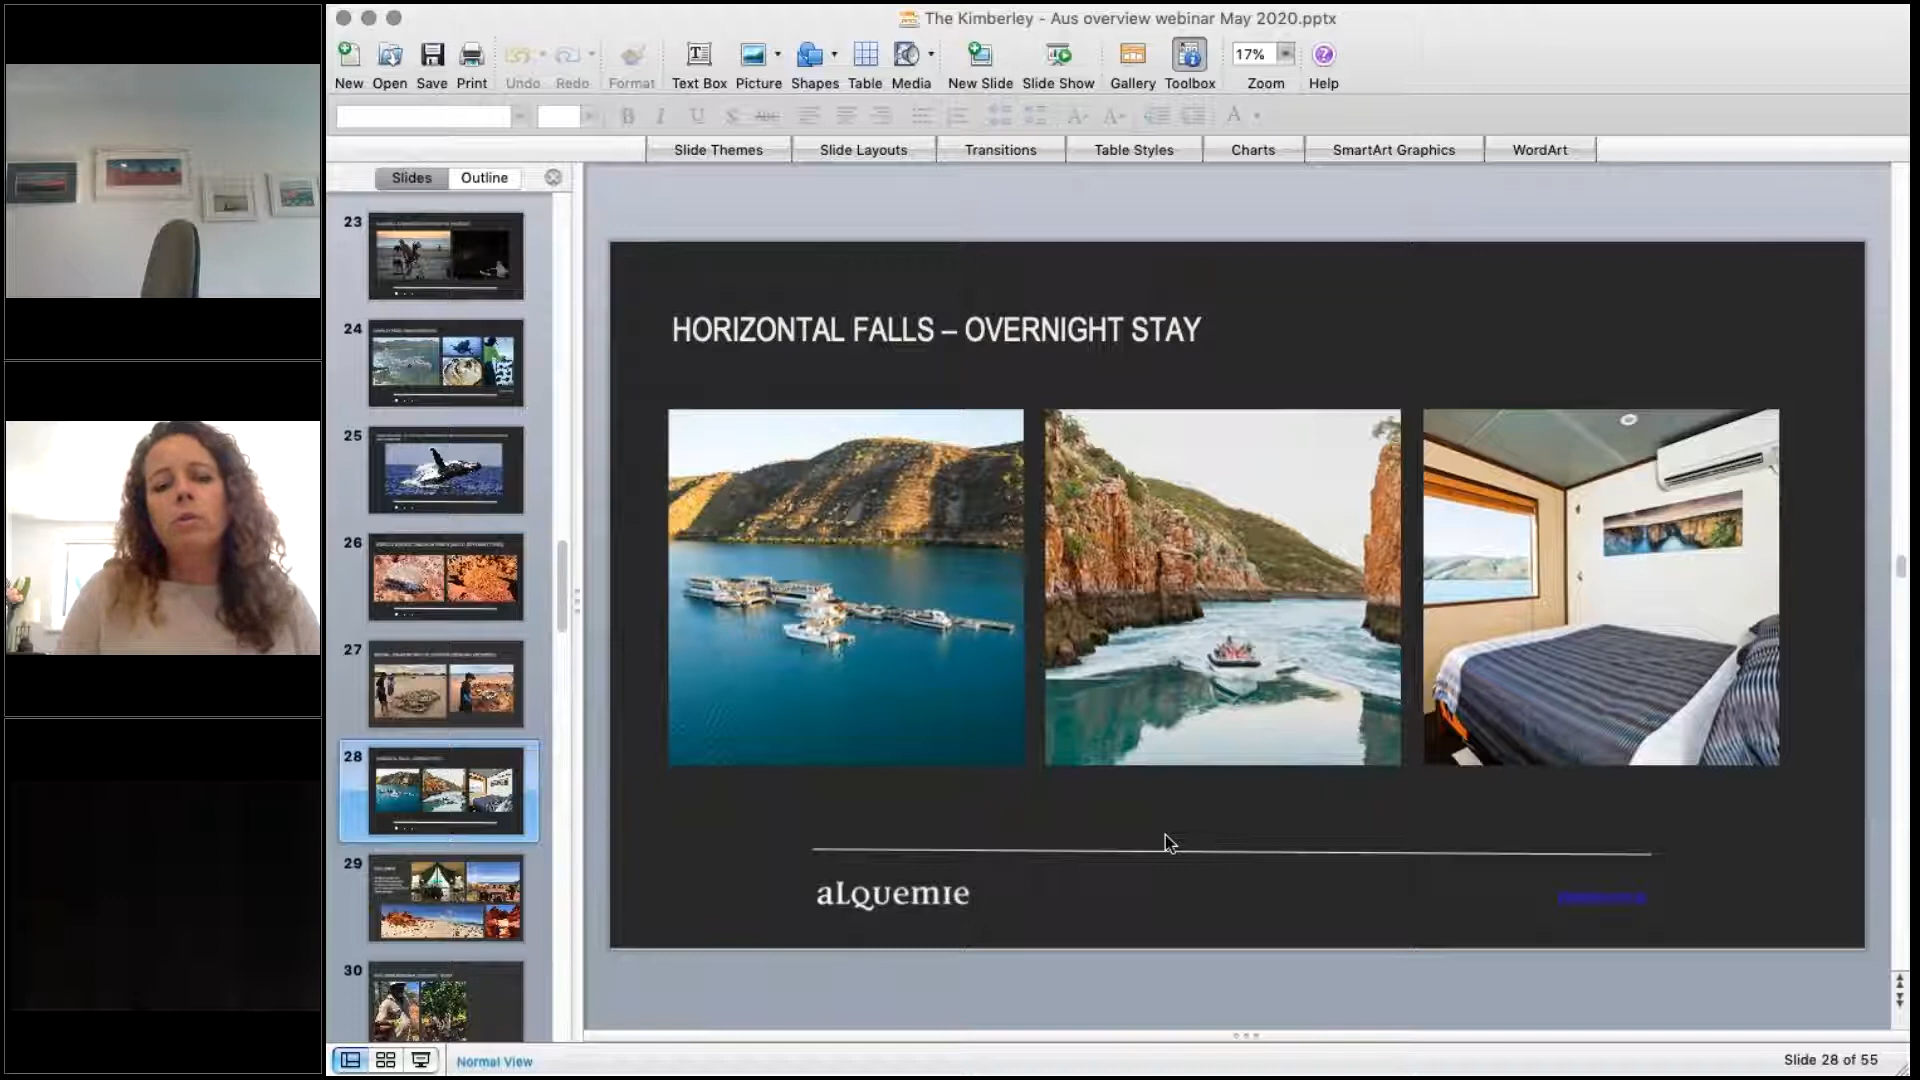 The Kimberley - Aus overview webinar May 2020.pptx
New Open Save Print Undo Redo Format Text Box Picture Shapes Table Media New Slide Slide Show Gallery Toolbox 17% Zoom Help
B I U S ABC A A A
Slide Themes Slide Layouts Transitions Table Styles Charts SmartArt Graphics WordArt
Slides Outline
23
24
25
26
27
28
29
30
HORIZONTAL FALLS – OVERNIGHT STAY
aLQuemie
Normal View
Slide 28 of 55